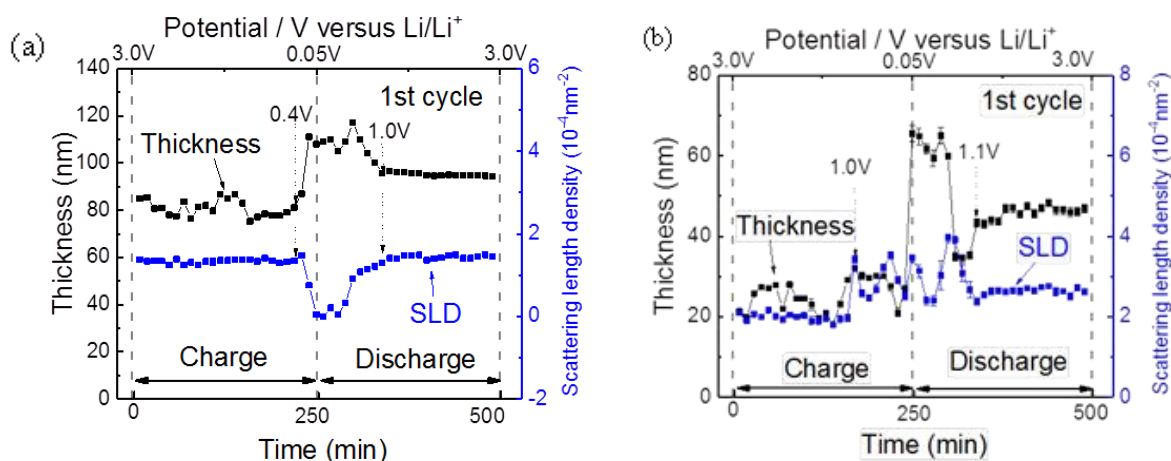 (a)
Potential / V versus Li/Li⁺
3.0V 0.05V 3.0V
140
120
100
80
60
40
20
0
Thickness (nm)
6
4
2
0
-2
Scattering length density (10⁻⁴nm⁻²)
1st cycle
0.4V
1.0V
Thickness
SLD
Charge
Discharge
0 250 500
Time (min)
(b)
Potential / V versus Li/Li⁺
3.0V 0.05V 3.0V
80
60
40
20
0
Thickness (nm)
8
6
4
2
0
Scattering length density (10⁻⁴nm⁻²)
1st cycle
1.0V
1.1V
Thickness
SLD
Charge
Discharge
0 250 500
Time (min)